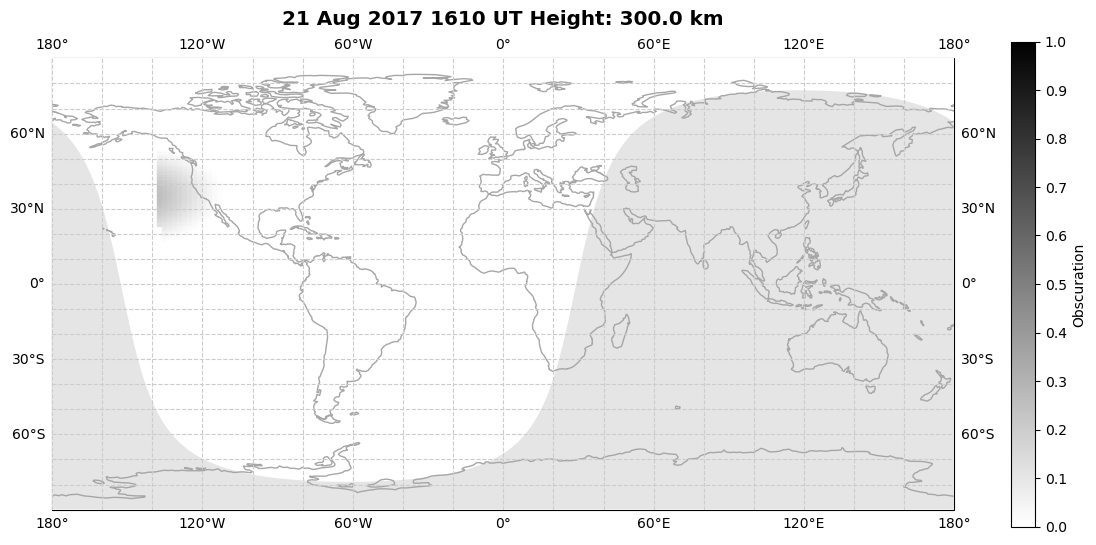 21 Aug 2017 1610 UT Height: 300.0 km
180° 120°W 60°W 0° 60°E 120°E 180°
60°N 60°N
30°N 30°N
0° 0°
30°S 30°S
60°S 60°S
180° 120°W 60°W 0° 60°E 120°E 180°
1.0
0.9
0.8
0.7
0.6
0.5
0.4
0.3
0.2
0.1
0.0
Obscuration